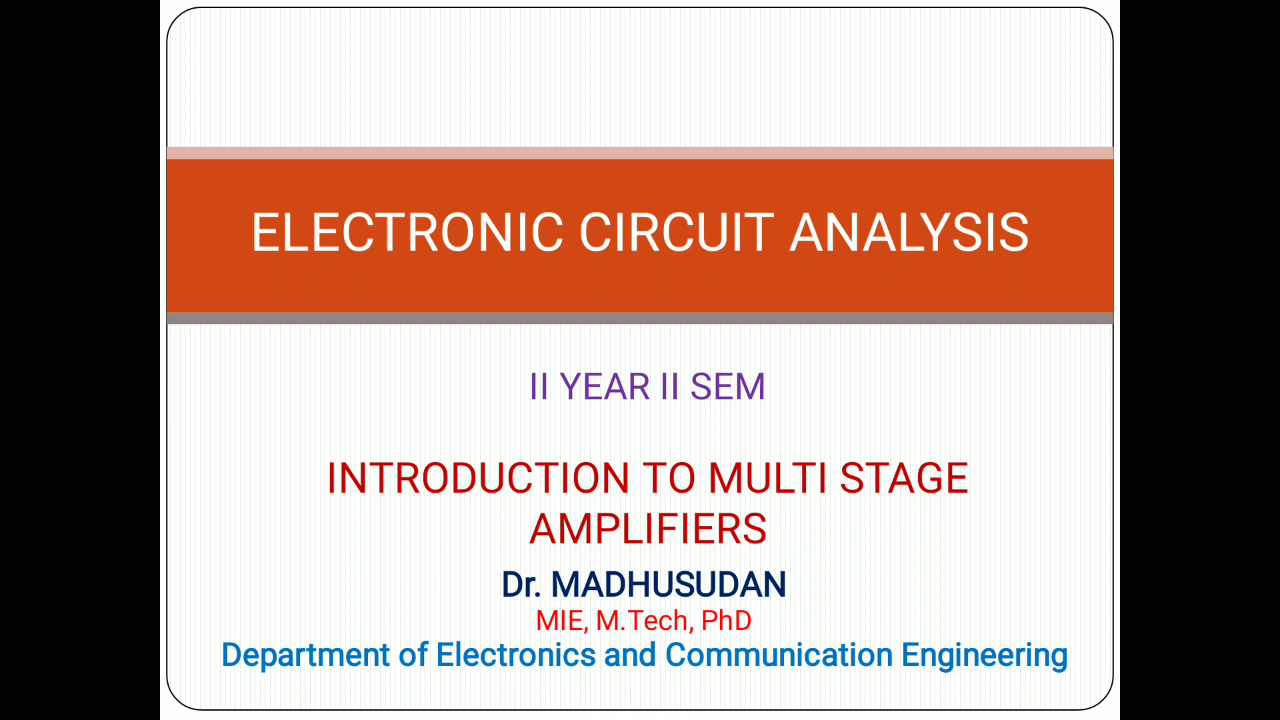 ELECTRONIC CIRCUIT ANALYSIS
II YEAR II SEM
INTRODUCTION TO MULTI STAGE
AMPLIFIERS
Dr. MADHUSUDAN
MIE, M.Tech, PhD
Department of Electronics and Communication Engineering